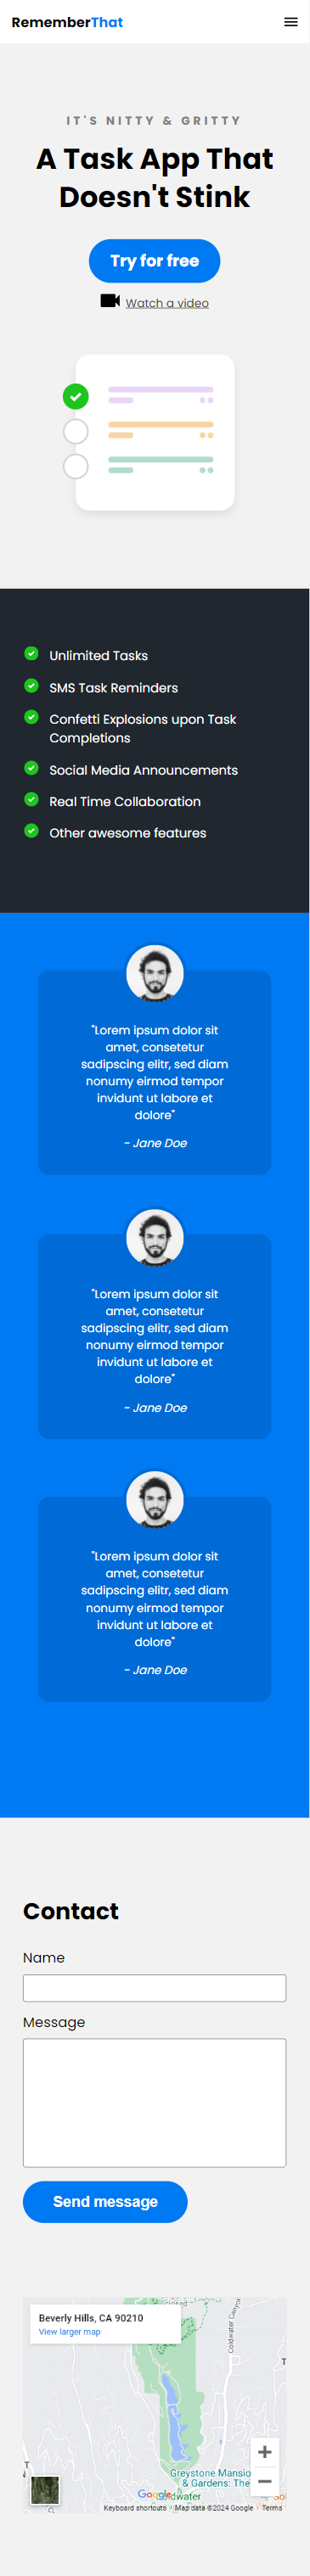 RememberThat
IT'S NITTY & GRITTY
A Task App That
Doesn't Stink
Try for free
Watch a video
Unlimited Tasks
SMS Task Reminders
Confetti Explosions upon Task
Completions
Social Media Announcements
Real Time Collaboration
Other awesome features
"Lorem ipsum dolor sit
amet, consetetur
sadipscing elitr, sed diam
nonumy eirmod tempor
invidunt ut labore et
dolore"
- Jane Doe
"Lorem ipsum dolor sit
amet, consetetur
sadipscing elitr, sed diam
nonumy eirmod tempor
invidunt ut labore et
dolore"
- Jane Doe
"Lorem ipsum dolor sit
amet, consetetur
sadipscing elitr, sed diam
nonumy eirmod tempor
invidunt ut labore et
dolore"
- Jane Doe
Contact
Name
Message
Send message
Beverly Hills, CA 90210
View larger map
Greystone Mansio
& Gardens: The
Google
Keyboard shortcuts Map data ©2024 Google Terms